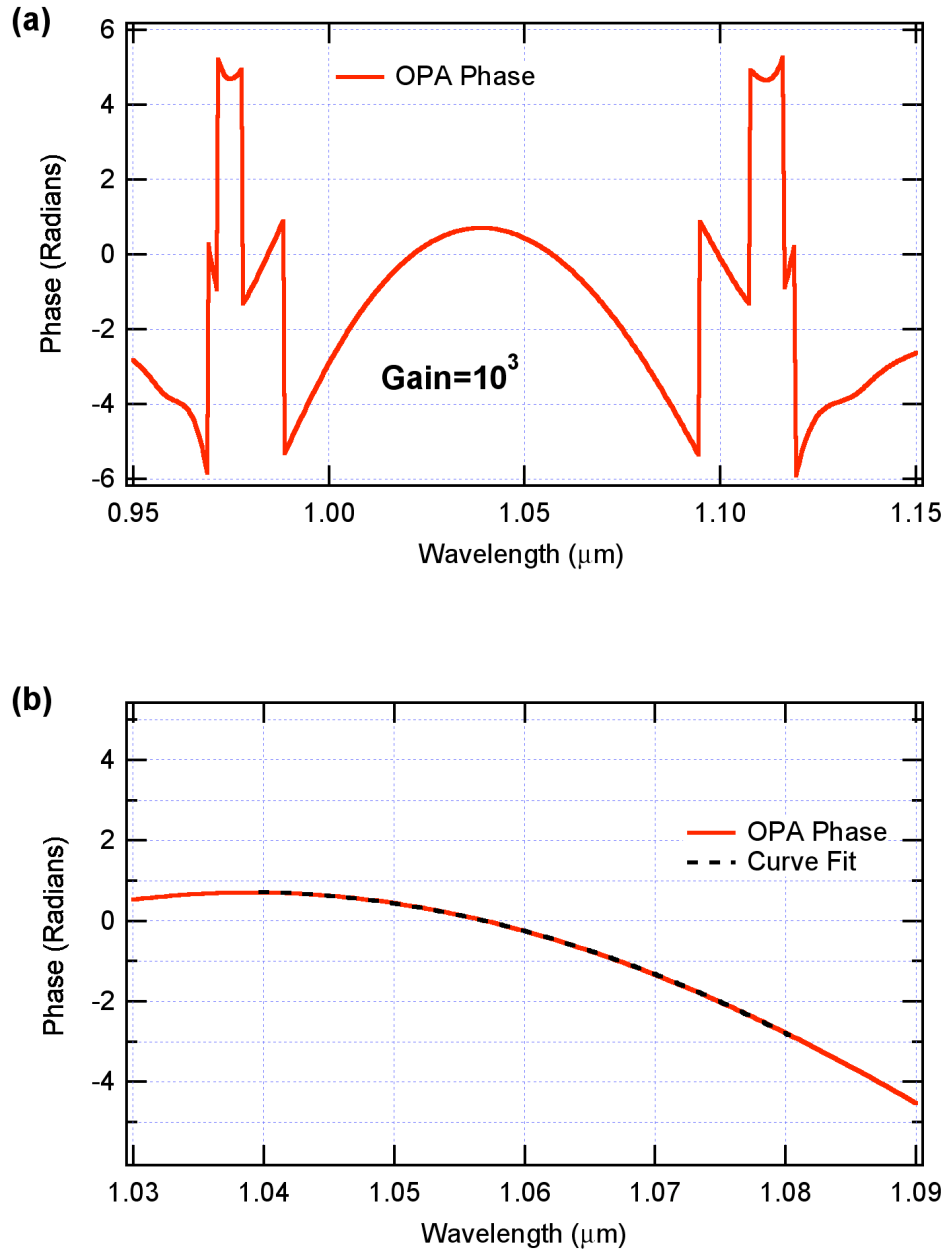 (a)
6
4
2
0
-2
-4
-6
Phase (Radians)
OPA Phase
Gain=10³
0.95 1.00 1.05 1.10 1.15
Wavelength (μm)
(b)
4
2
0
-2
-4
Phase (Radians)
OPA Phase
Curve Fit
1.03 1.04 1.05 1.06 1.07 1.08 1.09
Wavelength (μm)